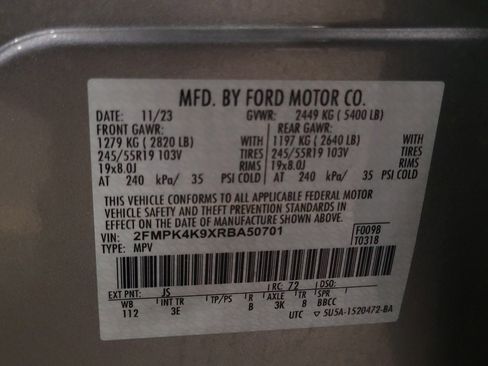 MFD. BY FORD MOTOR CO.
DATE: 11/23 GVWR: 2449 KG ( 5400 LB)
FRONT GAWR: REAR GAWR:
1279 KG ( 2820 LB) WITH 1197 KG ( 2640 LB) WITH
245/55R19 103V TIRES 245/55R19 103V TIRES
19x8.0J RIMS 19x8.0J RIMS
AT 240 kPa/ 35 PSI COLD AT 240 kPa/ 35 PSI COLD
THIS VEHICLE CONFORMS TO ALL APPLICABLE FEDERAL MOTOR
VEHICLE SAFETY AND THEFT PREVENTION STANDARDS IN
EFFECT ON THE DATE OF MANUFACTURE SHOWN ABOVE.
VIN: 2FMPK4K9XRBA50701 F0098
TYPE: MPV T0318
EXT PNT: JS RC: 72 DSO:
WB INT TR TP/PS R AXLE TR SPR
112 3E B 3K 8 BBCC
UTC ▽ 5U5A-1520472-BA